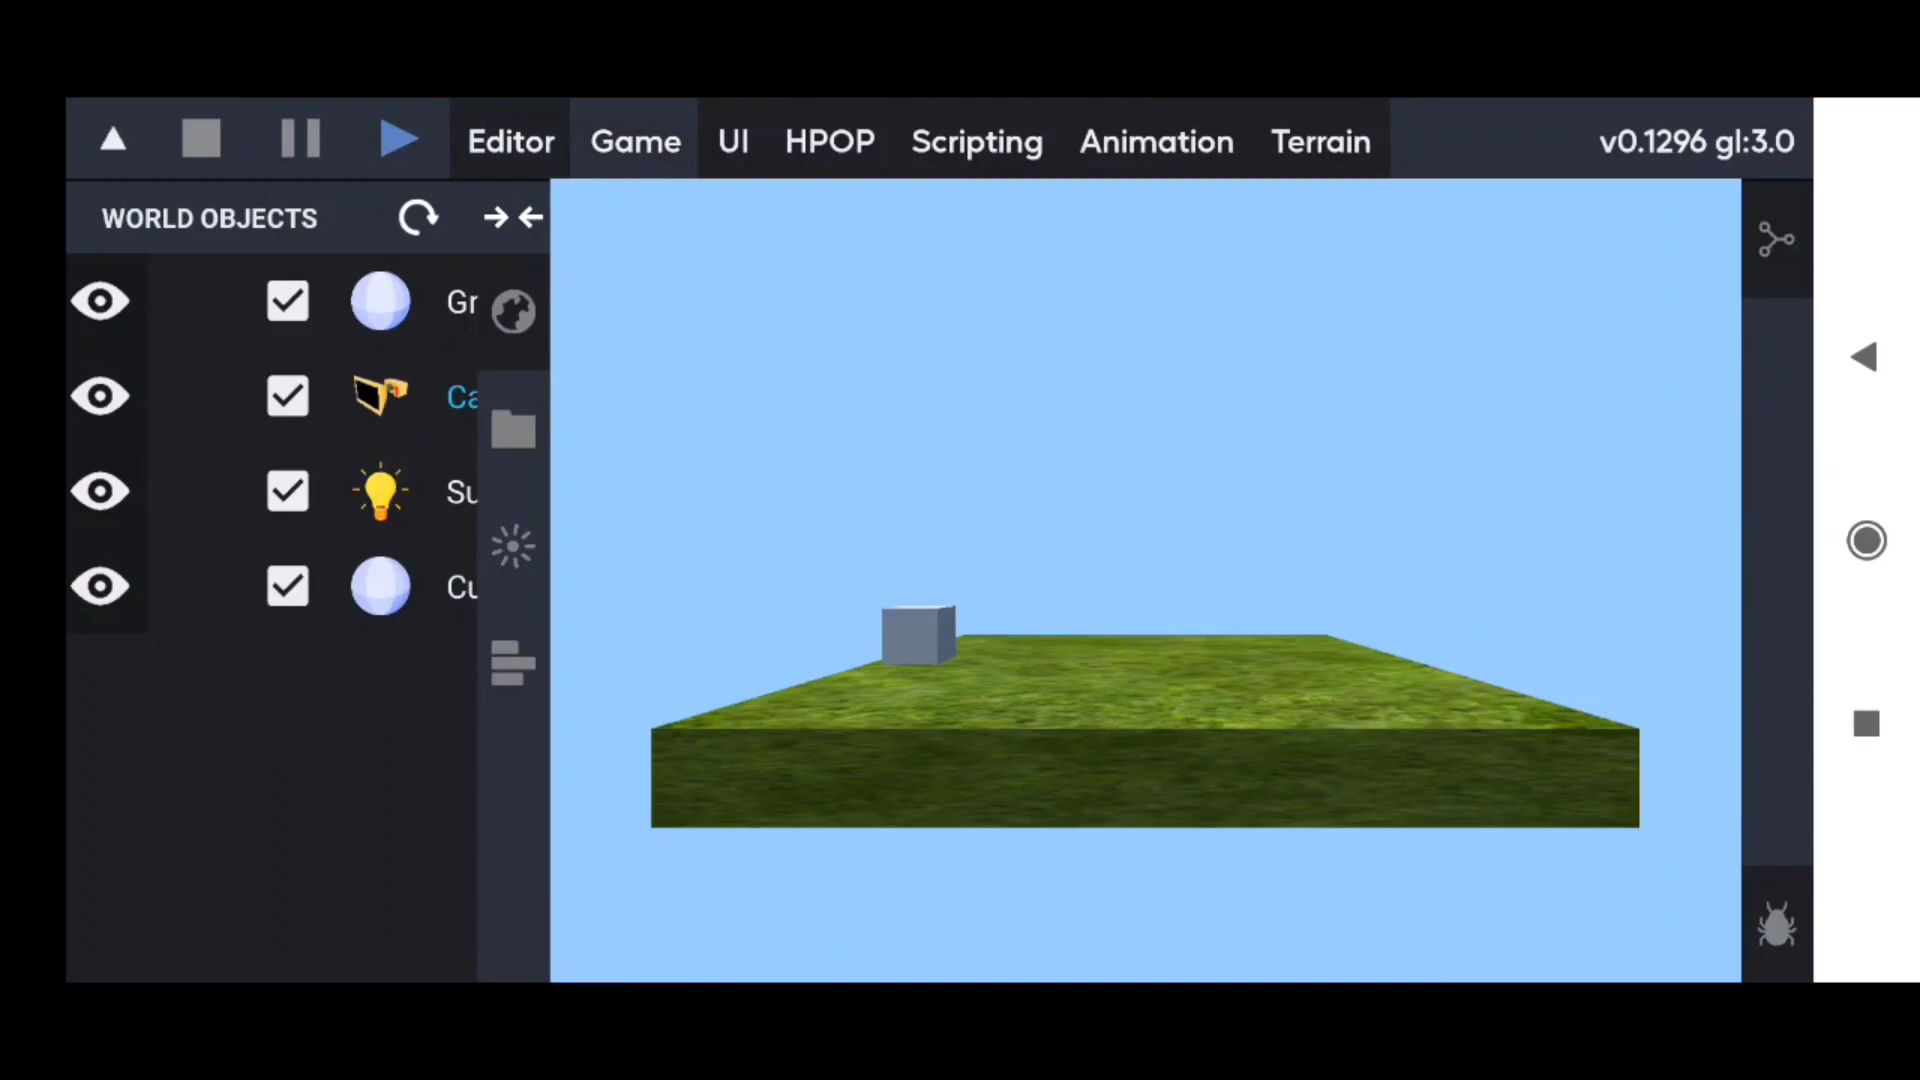 Editor Game UI HPOP Scripting Animation Terrain v0.1296 gl:3.0
WORLD OBJECTS
Gr
Ca
Su
Cu